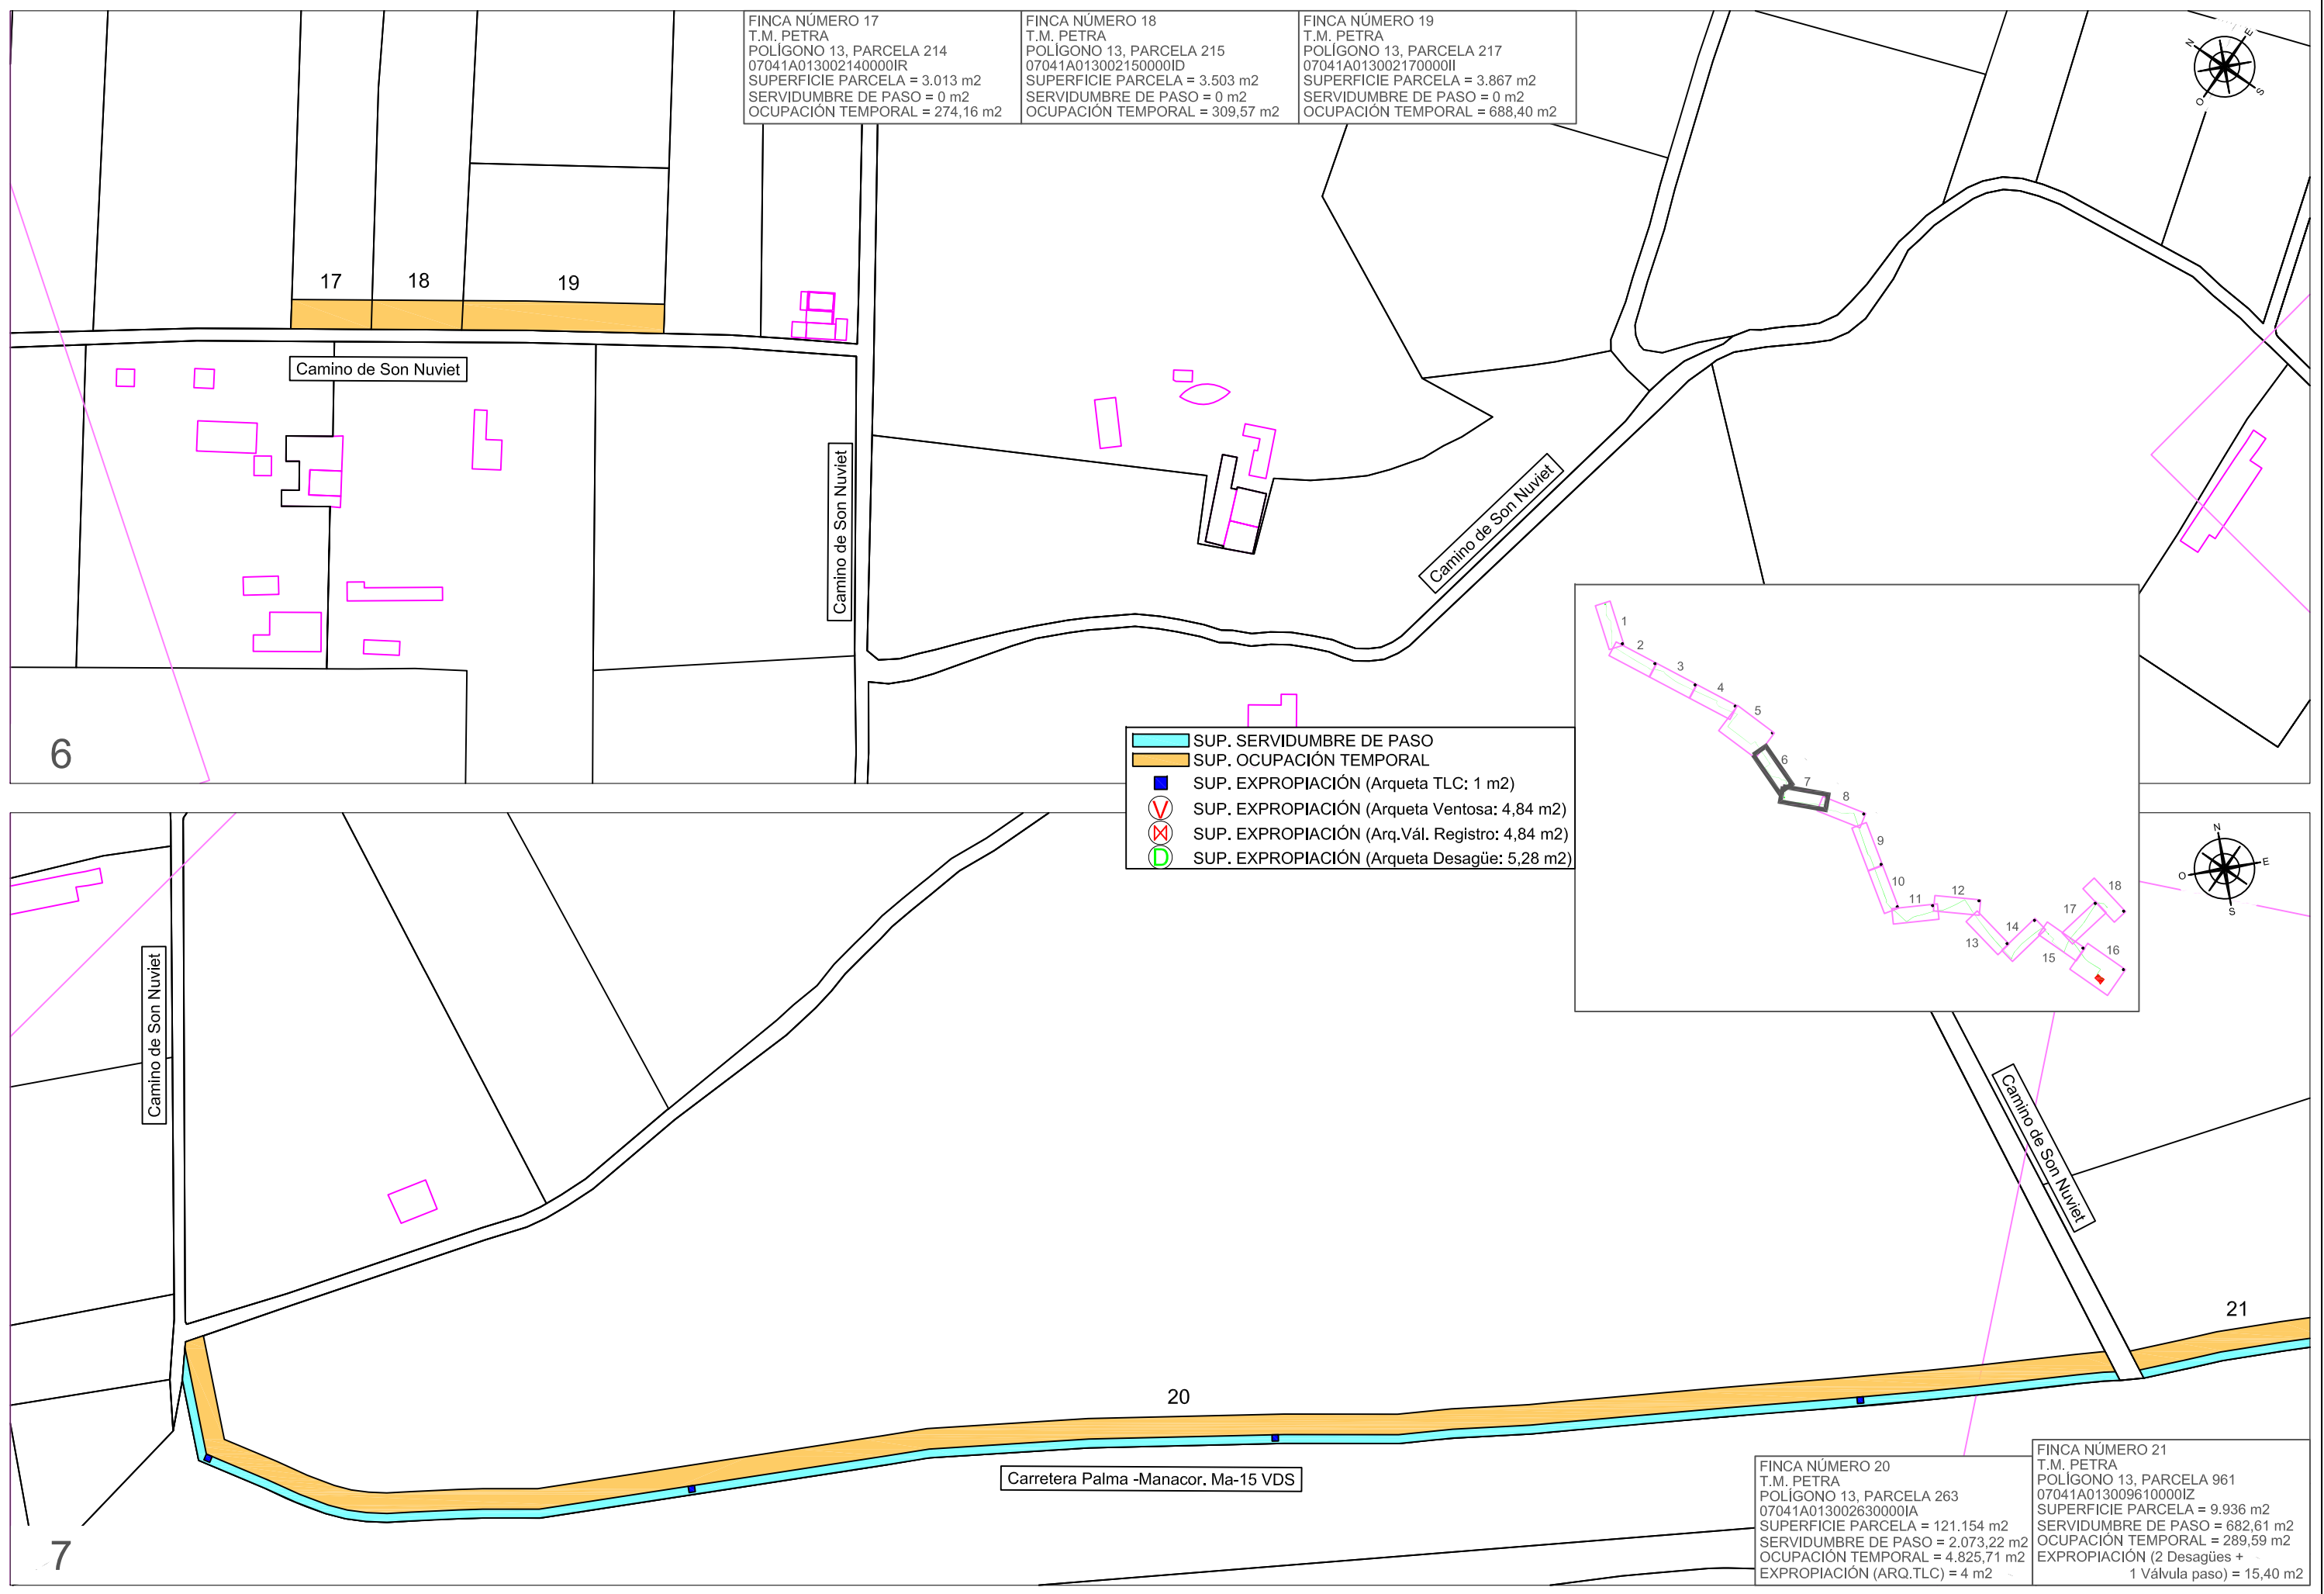 FINCA NÚMERO 17
T.M. PETRA
POLÍGONO 13, PARCELA 214
07041A013002140000IR
SUPERFICIE PARCELA = 3.013 m2
SERVIDUMBRE DE PASO = 0 m2
OCUPACIÓN TEMPORAL = 274,16 m2
FINCA NÚMERO 18
T.M. PETRA
POLÍGONO 13, PARCELA 215
07041A013002150000ID
SUPERFICIE PARCELA = 3.503 m2
SERVIDUMBRE DE PASO = 0 m2
OCUPACIÓN TEMPORAL = 309,57 m2
FINCA NÚMERO 19
T.M. PETRA
POLÍGONO 13, PARCELA 217
07041A013002170000II
SUPERFICIE PARCELA = 3.867 m2
SERVIDUMBRE DE PASO = 0 m2
OCUPACIÓN TEMPORAL = 688,40 m2
N
E
S
O
17
18
19
Camino de Son Nuviet
Camino de Son Nuviet
Camino de Son Nuviet
6
SUP. SERVIDUMBRE DE PASO
SUP. OCUPACIÓN TEMPORAL
SUP. EXPROPIACIÓN (Arqueta TLC: 1 m2)
V SUP. EXPROPIACIÓN (Arqueta Ventosa: 4,84 m2)
SUP. EXPROPIACIÓN (Arq.Vál. Registro: 4,84 m2)
D SUP. EXPROPIACIÓN (Arqueta Desagüe: 5,28 m2)
1
2
3
4
5
6
7
8
9
10
11
12
13
14
15
16
17
18
N
E
S
O
Camino de Son Nuviet
Camino de Son Nuviet
21
20
Carretera Palma -Manacor. Ma-15 VDS
7
FINCA NÚMERO 20
T.M. PETRA
POLÍGONO 13, PARCELA 263
07041A013002630000IA
SUPERFICIE PARCELA = 121.154 m2
SERVIDUMBRE DE PASO = 2.073,22 m2
OCUPACIÓN TEMPORAL = 4.825,71 m2
EXPROPIACIÓN (ARQ.TLC) = 4 m2
FINCA NÚMERO 21
T.M. PETRA
POLÍGONO 13, PARCELA 961
07041A013009610000IZ
SUPERFICIE PARCELA = 9.936 m2
SERVIDUMBRE DE PASO = 682,61 m2
OCUPACIÓN TEMPORAL = 289,59 m2
EXPROPIACIÓN (2 Desagües +
1 Válvula paso) = 15,40 m2